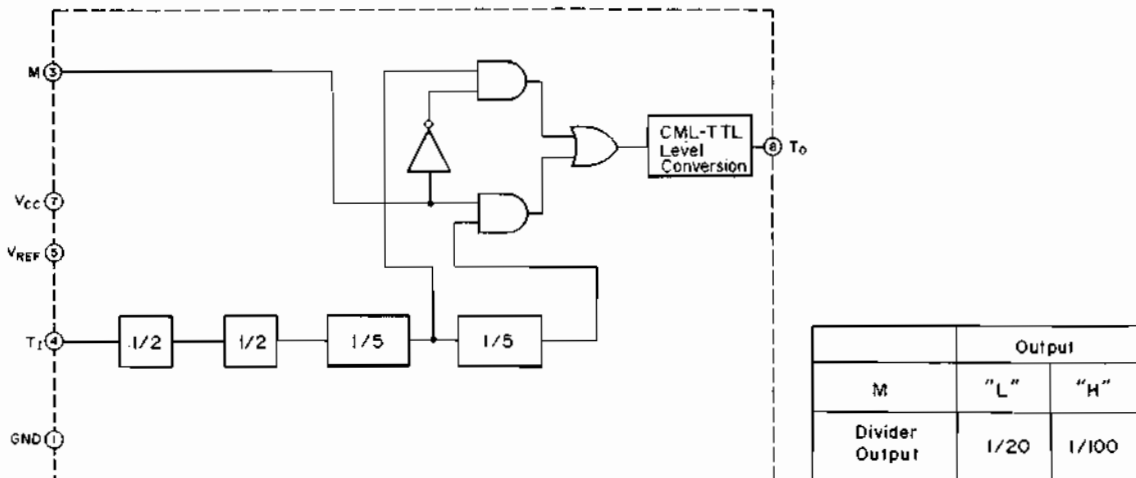 M 3
CML-TTL
Level
Conversion
8 To
VCC 7
VREF 5
TI 4
1/2
1/2
1/5
1/5
GND 1
Output
M "L" "H"
Divider
Output
1/20 1/100